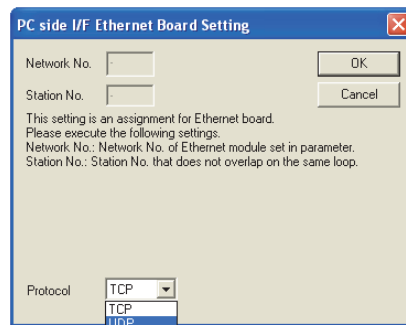 PC side I/F Ethernet Board Setting
Network No. -
OK
Station No. -
Cancel
This setting is an assignment for Ethernet board.
Please execute the following settings.
Network No.: Network No. of Ethernet module set in parameter.
Station No.: Station No. that does not overlap on the same loop.
Protocol TCP
TCP
UDP